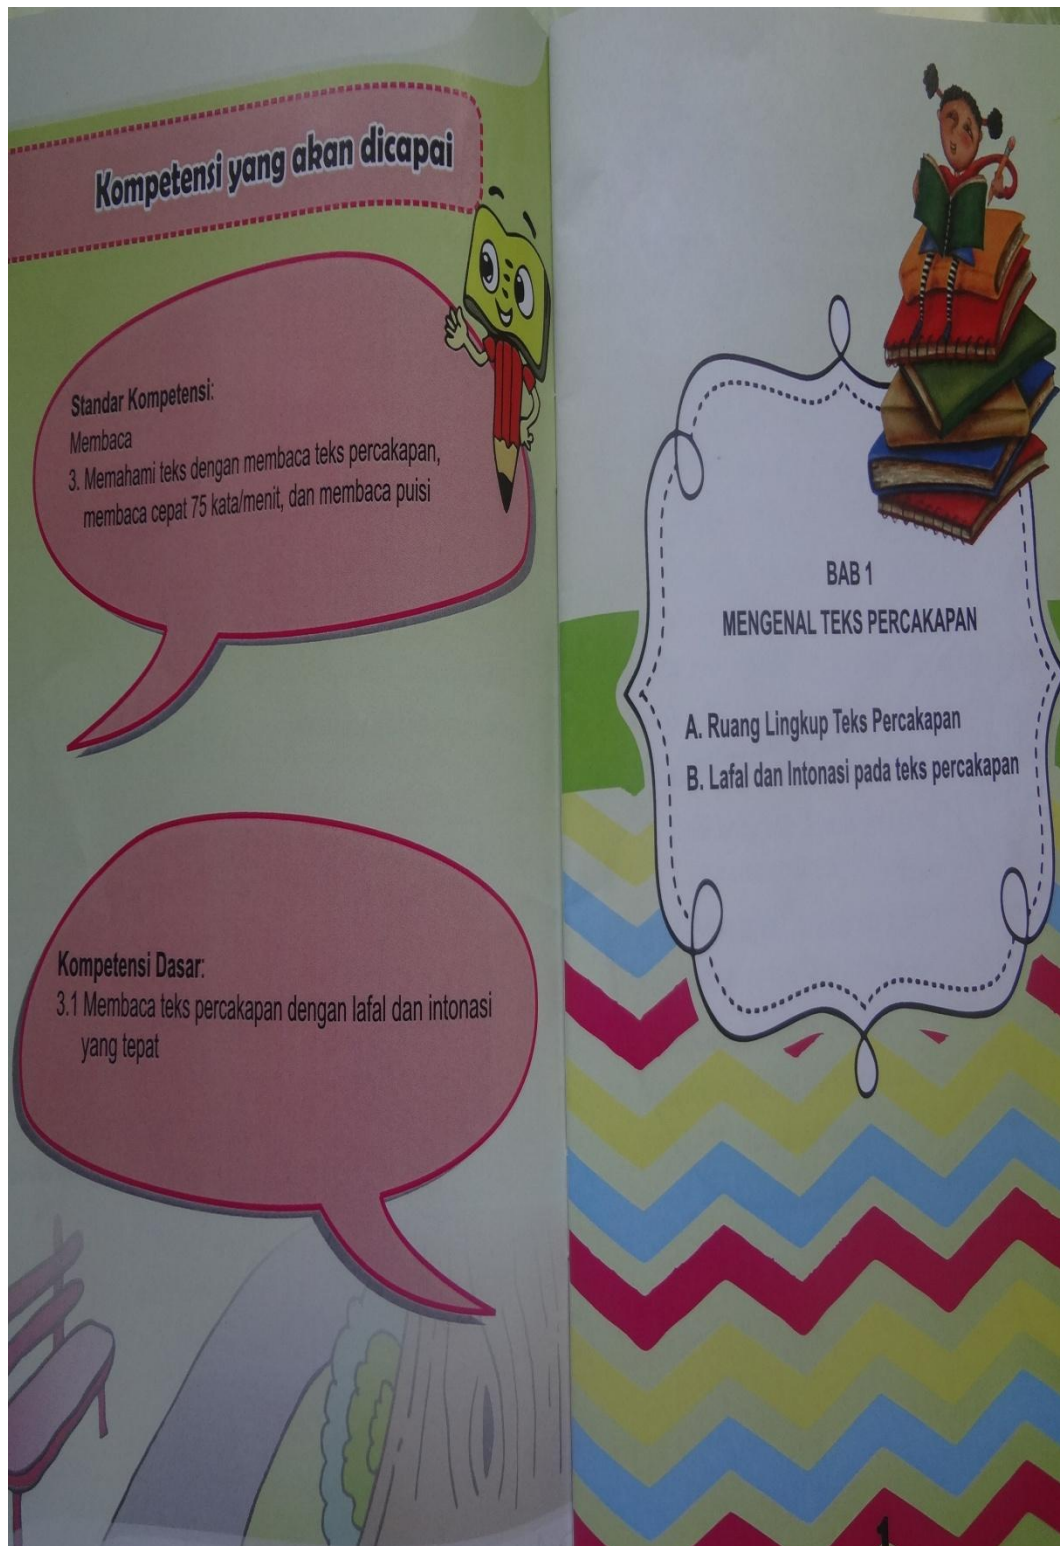 Kompetensi yang akan dicapai
Standar Kompetensi:
Membaca
3. Memahami teks dengan membaca teks percakapan,
membaca cepat 75 kata/menit, dan membaca puisi
Kompetensi Dasar:
3.1 Membaca teks percakapan dengan lafal dan intonasi
yang tepat
BAB 1
MENGENAL TEKS PERCAKAPAN
A. Ruang Lingkup Teks Percakapan
B. Lafal dan Intonasi pada teks percakapan
1